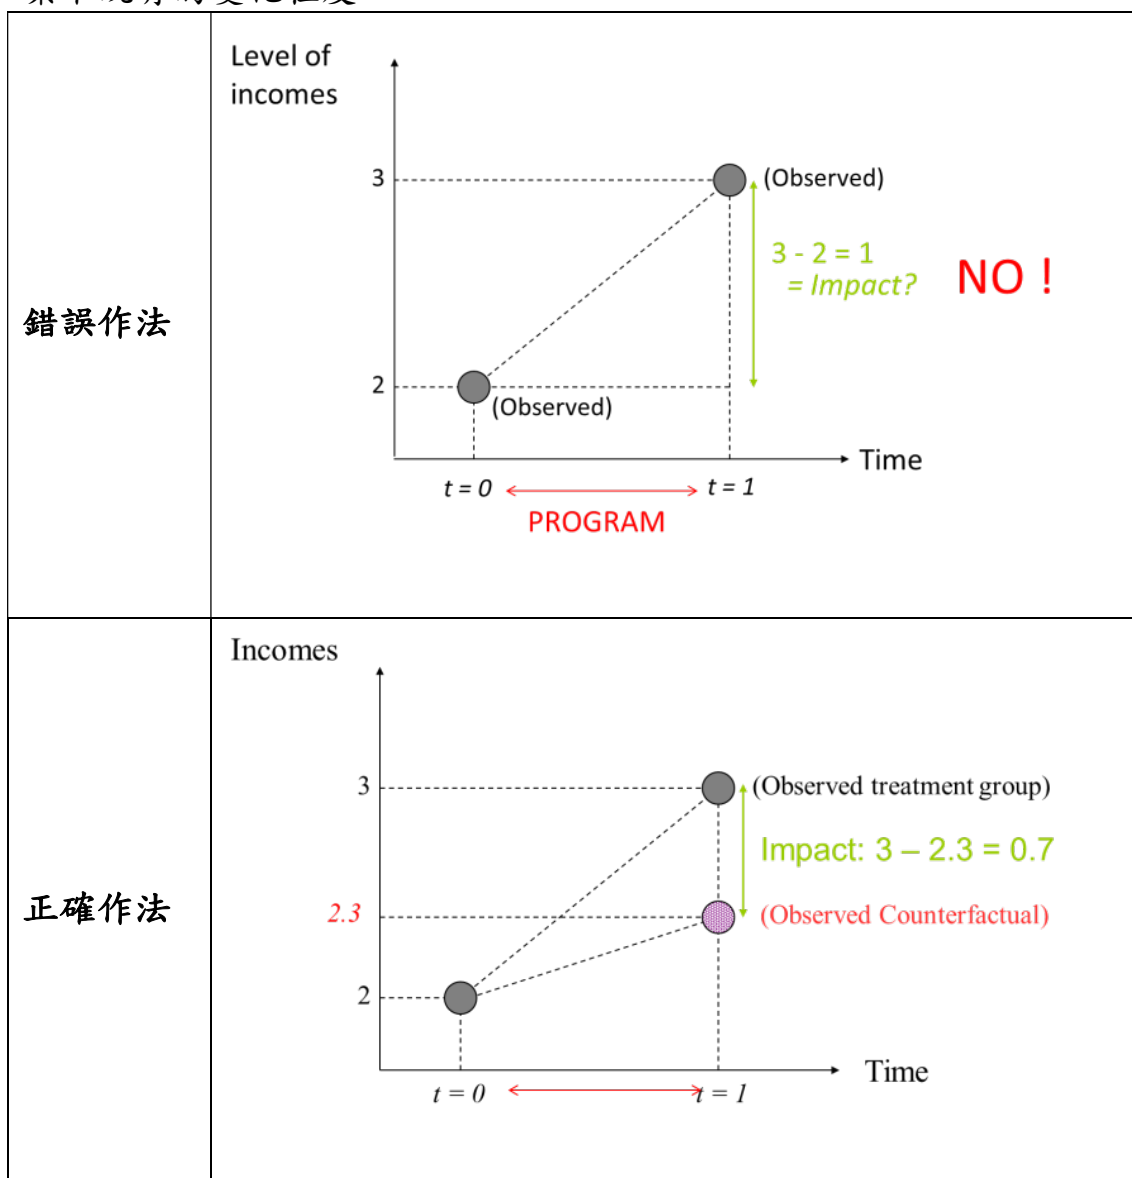 錯誤作法
Level of
incomes
3
(Observed)
3 - 2 = 1
= Impact?
NO !
2
(Observed)
Time
t = 0
t = 1
PROGRAM
正確作法
Incomes
3
(Observed treatment group)
Impact: 3 – 2.3 = 0.7
2.3
(Observed Counterfactual)
2
Time
t = 0
t = 1